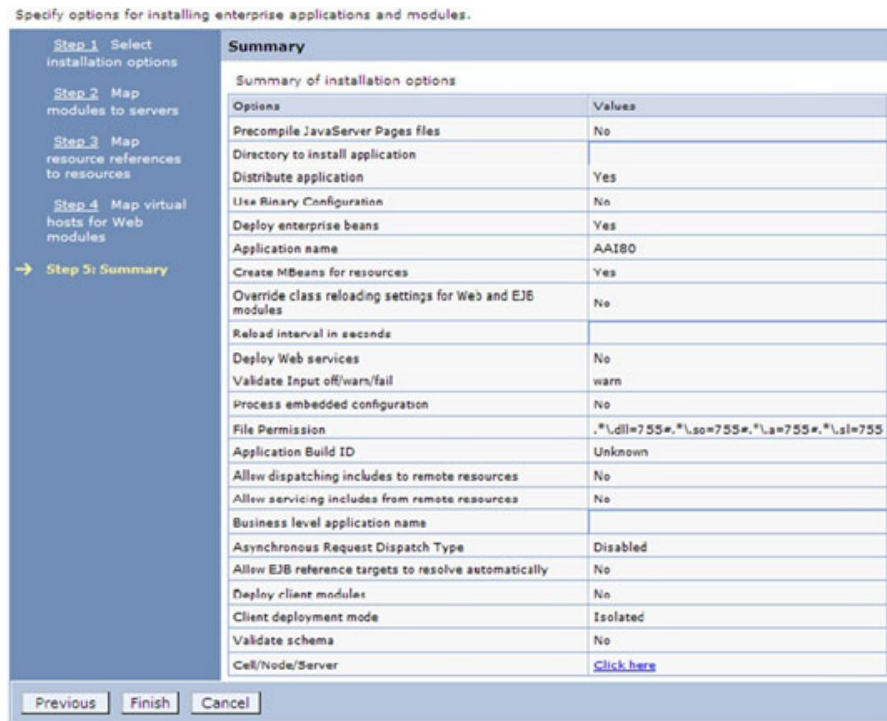 Specify options for installing enterprise applications and modules.
Step 1 Select
installation options
Step 2 Map
modules to servers
Step 3 Map
resource references
to resources
Step 4 Map virtual
hosts for Web
modules
Step 5: Summary
Summary
Summary of installation options
Options Values
Precompile JavaServer Pages files No
Directory to install application
Distribute application Yes
Use Binary Configuration No
Deploy enterprise beans Yes
Application name AAI80
Create MBeans for resources Yes
Override class reloading settings for Web and EJB
modules No
Reload interval in seconds
Deploy Web services No
Validate Input off/warn/fail warn
Process embedded configuration No
File Permission .*\.dll=755#.*\.so=755#.*\.a=755#.*\.sl=755
Application Build ID Unknown
Allow dispatching includes to remote resources No
Allow servicing includes from remote resources No
Business level application name
Asynchronous Request Dispatch Type Disabled
Allow EJB reference targets to resolve automatically No
Deploy client modules No
Client deployment mode Isolated
Validate schema No
Cell/Node/Server Click here
Previous Finish Cancel